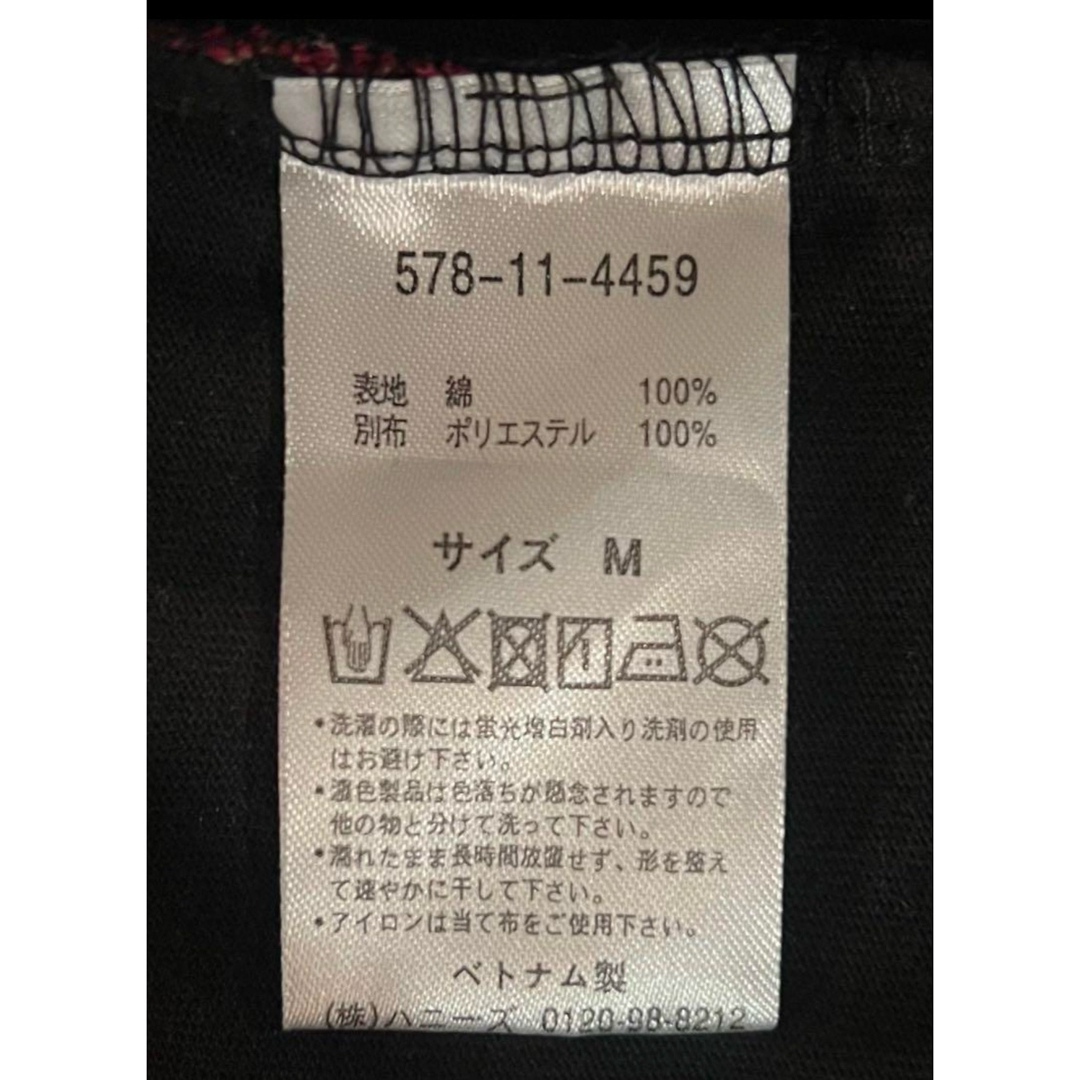 578-11-4459
表地 綿 100%
別布 ポリエステル 100%
サイズ M
•洗濯の際には蛍光増白剤入り洗剤の使用
はお避け下さい。
•濃色製品は色落ちが懸念されますので
他の物と分けて洗って下さい。
•濡れたまま長時間放置せず、形を整え
て速やかに干して下さい。
•アイロンは当て布をご使用下さい。
ベトナム製
(株)ハニーズ 0120-98-8212